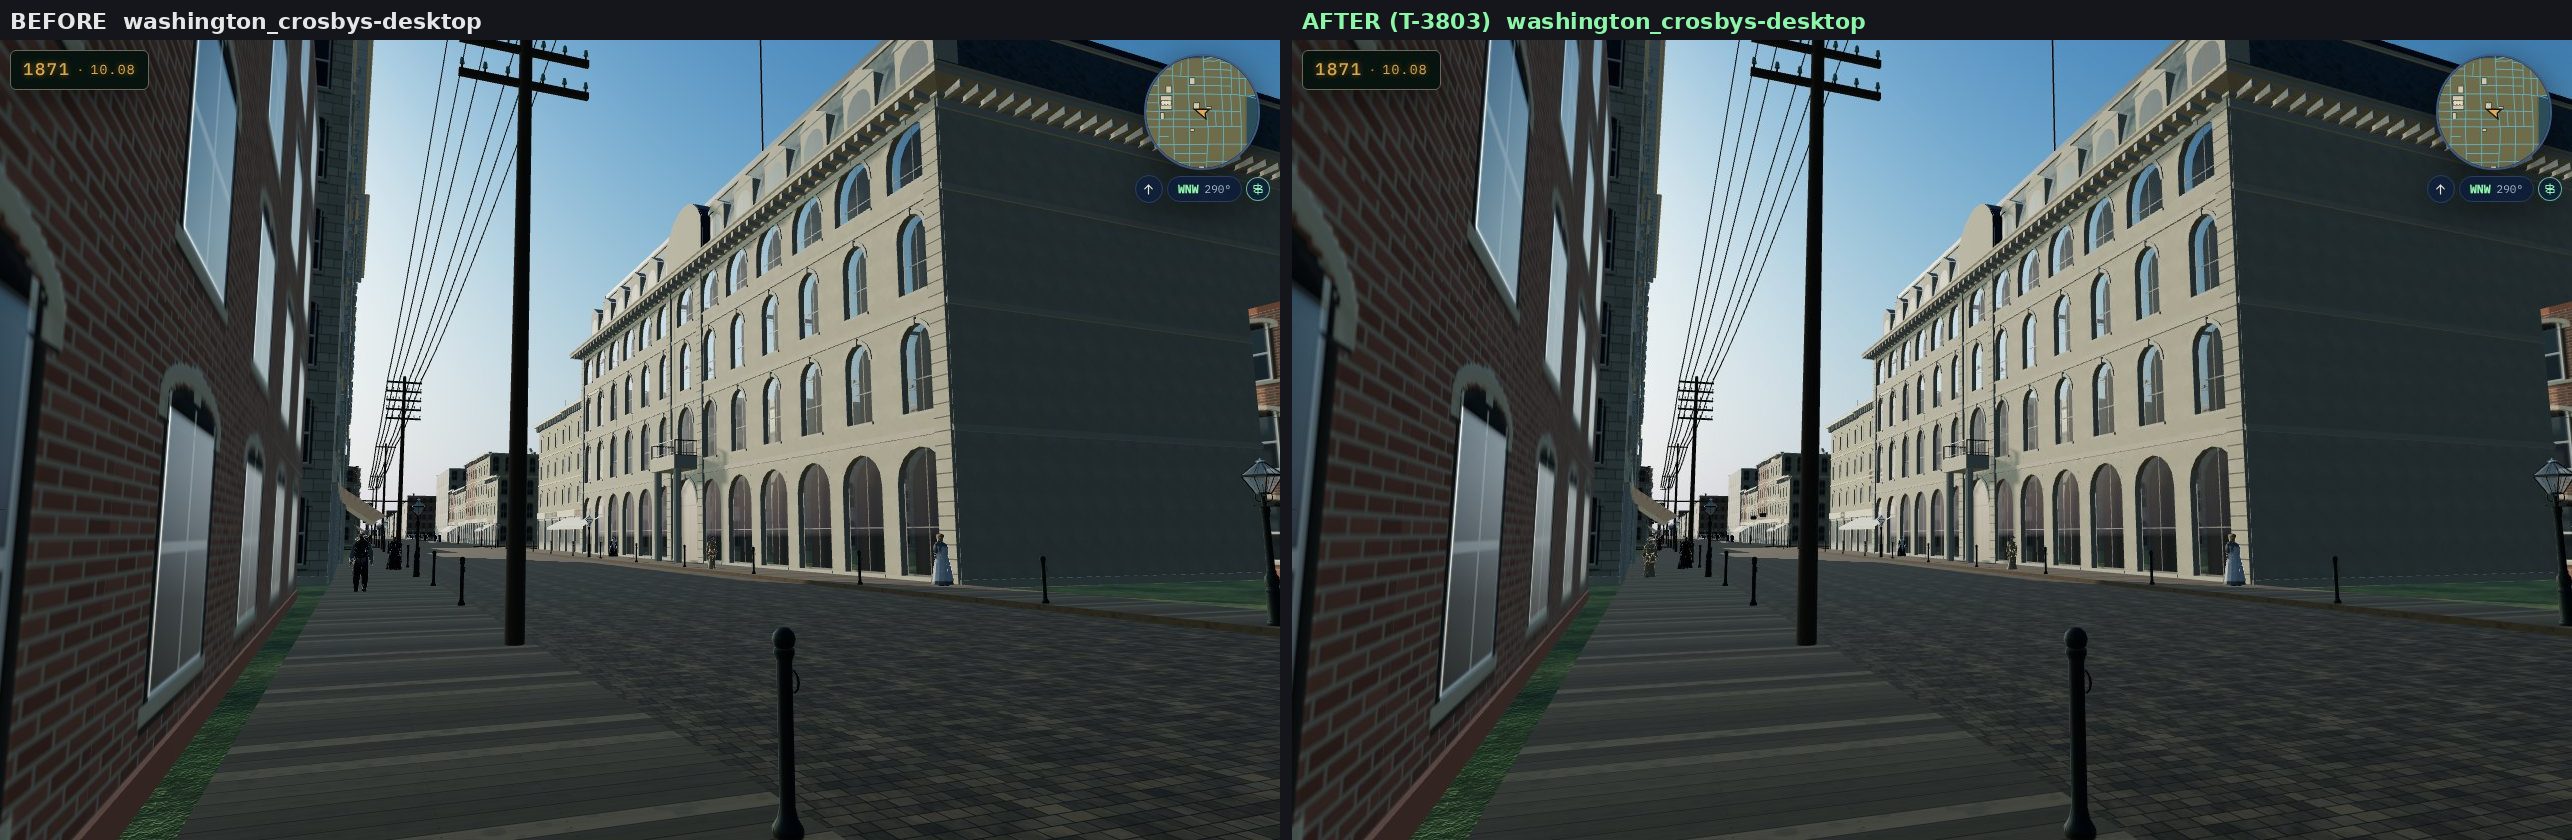 BEFORE washington_crosbys-desktop
1871 · 10.08
WNW 290°
AFTER (T-3803) washington_crosbys-desktop
1871 · 10.08
WNW 290°